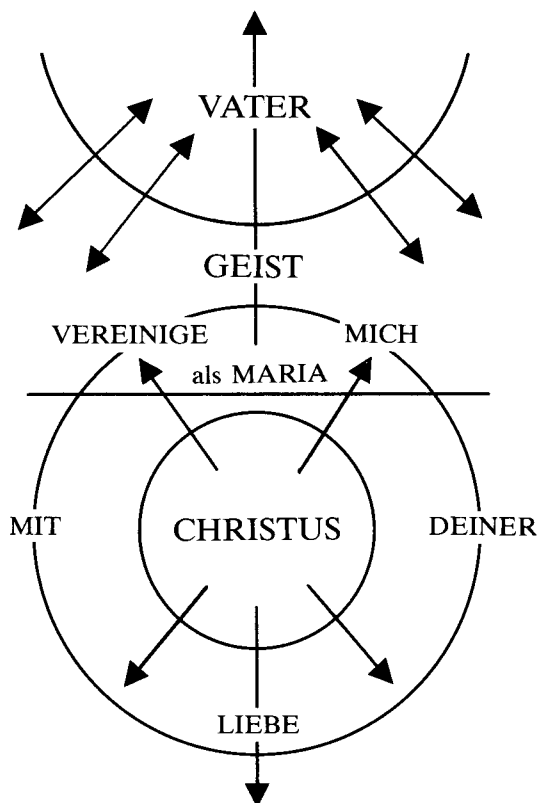 VATER
GEIST
VEREINIGE MICH
als MARIA
MIT CHRISTUS DEINER
LIEBE